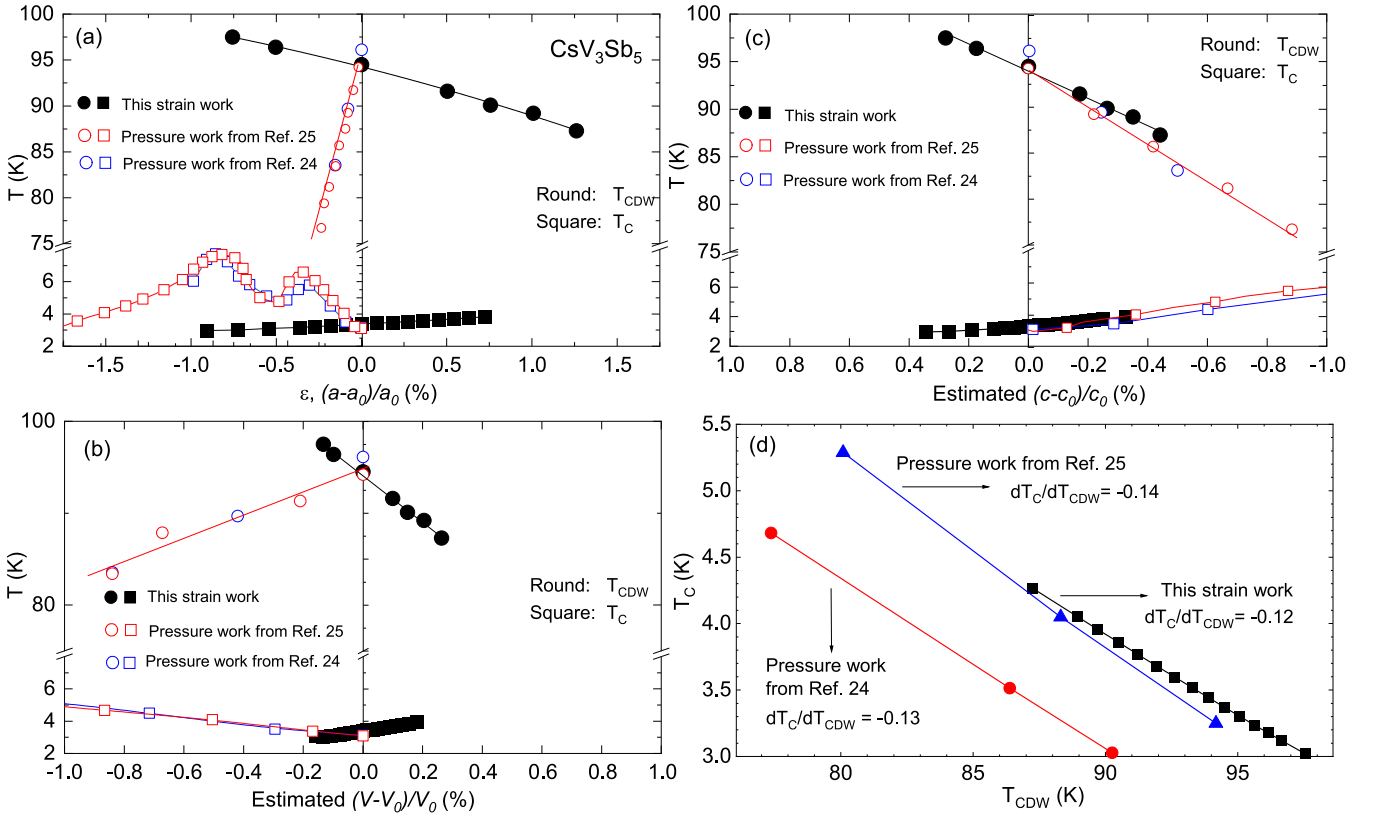 (a)
CsV3Sb5
This strain work
Pressure work from Ref. 25
Pressure work from Ref. 24
Round: TCDW
Square: TC
T (K)
100
95
90
85
80
75
6
4
2
-1.5 -1.0 -0.5 0.0 0.5 1.0 1.5
ε, (a-a0)/a0 (%)
(c)
Round: TCDW
Square: TC
This strain work
Pressure work from Ref. 25
Pressure work from Ref. 24
T (K)
100
95
90
85
80
75
6
5
4
3
2
1.0 0.8 0.6 0.4 0.2 0.0 -0.2 -0.4 -0.6 -0.8 -1.0
Estimated (c-c0)/c0 (%)
(b)
This strain work
Pressure work from Ref. 25
Pressure work from Ref. 24
Round: TCDW
Square: TC
T (K)
100
80
6
4
2
-1.0 -0.8 -0.6 -0.4 -0.2 0.0 0.2 0.4 0.6 0.8 1.0
Estimated (V-V0)/V0 (%)
(d)
Pressure work from Ref. 25
dTC/dTCDW= -0.14
This strain work
dTC/dTCDW= -0.12
Pressure work
from Ref. 24
dTC/dTCDW= -0.13
TC (K)
5.5
5.0
4.5
4.0
3.5
3.0
80 85 90 95
TCDW (K)